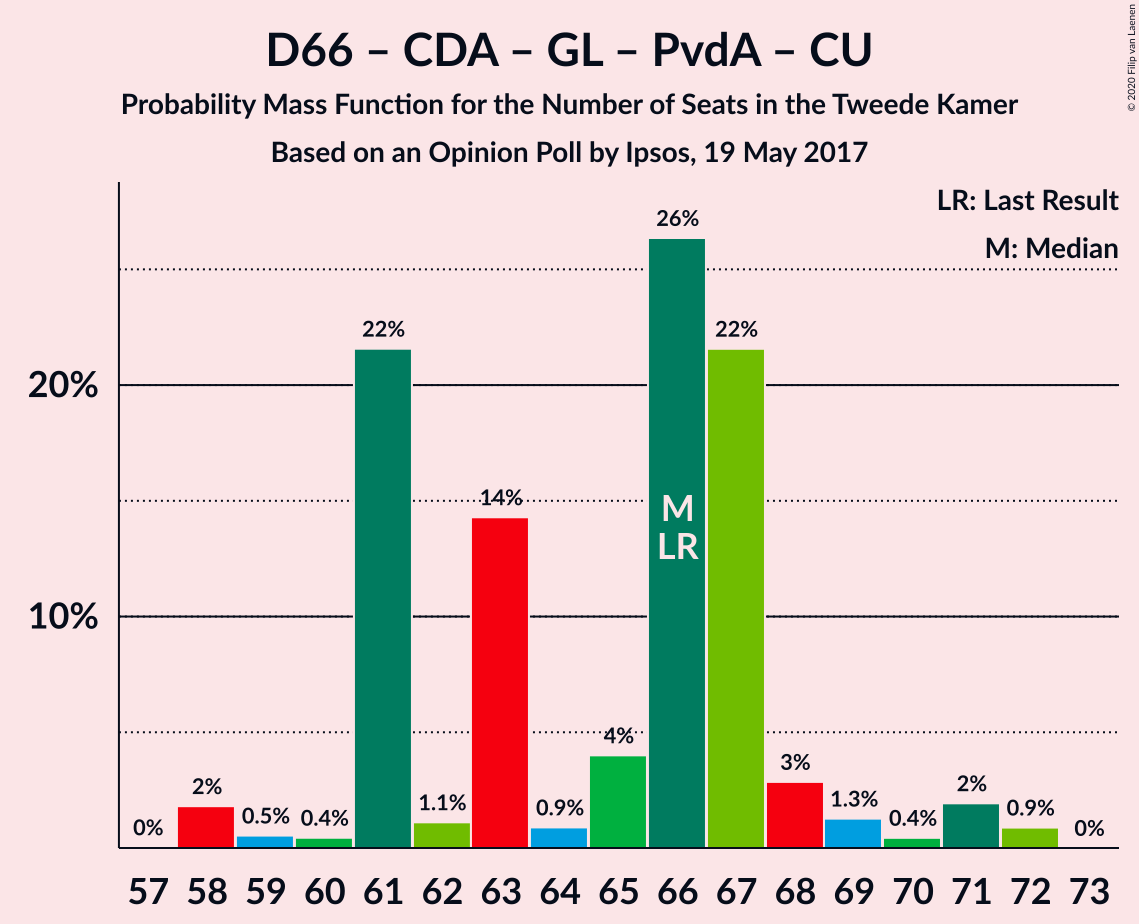 D66 – CDA – GL – PvdA – CU
Probability Mass Function for the Number of Seats in the Tweede Kamer
Based on an Opinion Poll by Ipsos, 19 May 2017
© 2020 Filip van Laenen
LR: Last Result
M: Median
20%
10%
0%
2%
0.5%
0.4%
22%
1.1%
14%
0.9%
4%
26%
22%
3%
1.3%
0.4%
2%
0.9%
0%
M
LR
57 58 59 60 61 62 63 64 65 66 67 68 69 70 71 72 73